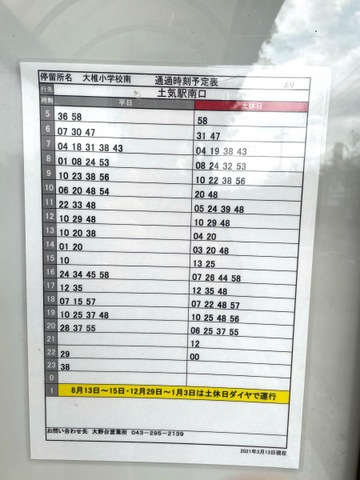 停留所名 大椎小学校南 通過時刻予定表 より
行先 土気駅南口
時刻 平日 土休日
5 36 58 58
6 07 30 47 31 47
7 04 18 31 38 43 04 19 38 43
8 01 08 24 53 08 24 32 53
9 10 23 38 56 10 22 38 56
10 06 20 48 54 20 48
11 22 33 48 05 24 39 48
12 10 29 48 10 29 48
13 10 20 38 04 20
14 01 20 03 20 48
15 10 13 25
16 24 34 45 58 07 26 44 58
17 12 35 12 35 48
18 07 15 57 07 22 48 57
19 10 25 37 48 10 25 48 56
20 28 37 55 06 25 37 55
21 12
22 29 00
23 38
0
1 8月13日～15日・12月29日～1月3日は土休日ダイヤで運行
お問い合わせ先 大野台営業所 043-295-2139
2021年3月13日現在